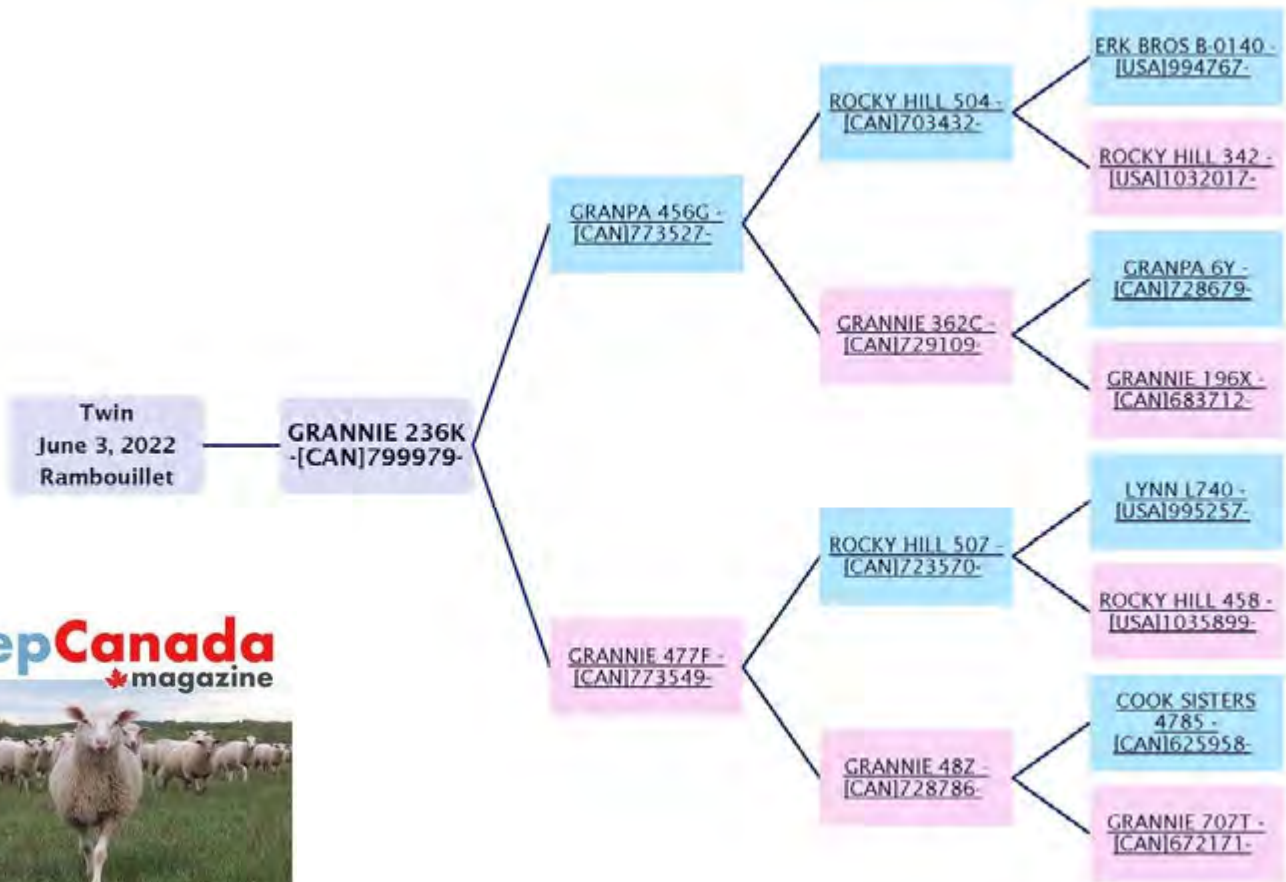 Twin
June 3, 2022
Rambouillet
GRANNIE 236K
-[CAN]799979-
GRANPA 456G -
[CAN]773527-
GRANNIE 477F -
[CAN]773549-
ROCKY HILL 504 -
[CAN]703432-
GRANNIE 362C -
[CAN]729109-
ROCKY HILL 507 -
[CAN]723570-
GRANNIE 48Z -
[CAN]728786-
ERK BROS B-0140 -
[USA]994767-
ROCKY HILL 342 -
[USA]1032017-
GRANPA 6Y -
[CAN]728679-
GRANNIE 196X -
[CAN]683712-
LYNN L740 -
[USA]995257-
ROCKY HILL 458 -
[USA]1035899-
COOK SISTERS
4785 -
[CAN]625958-
GRANNIE 707T -
[CAN]672171-
epCanada
magazine